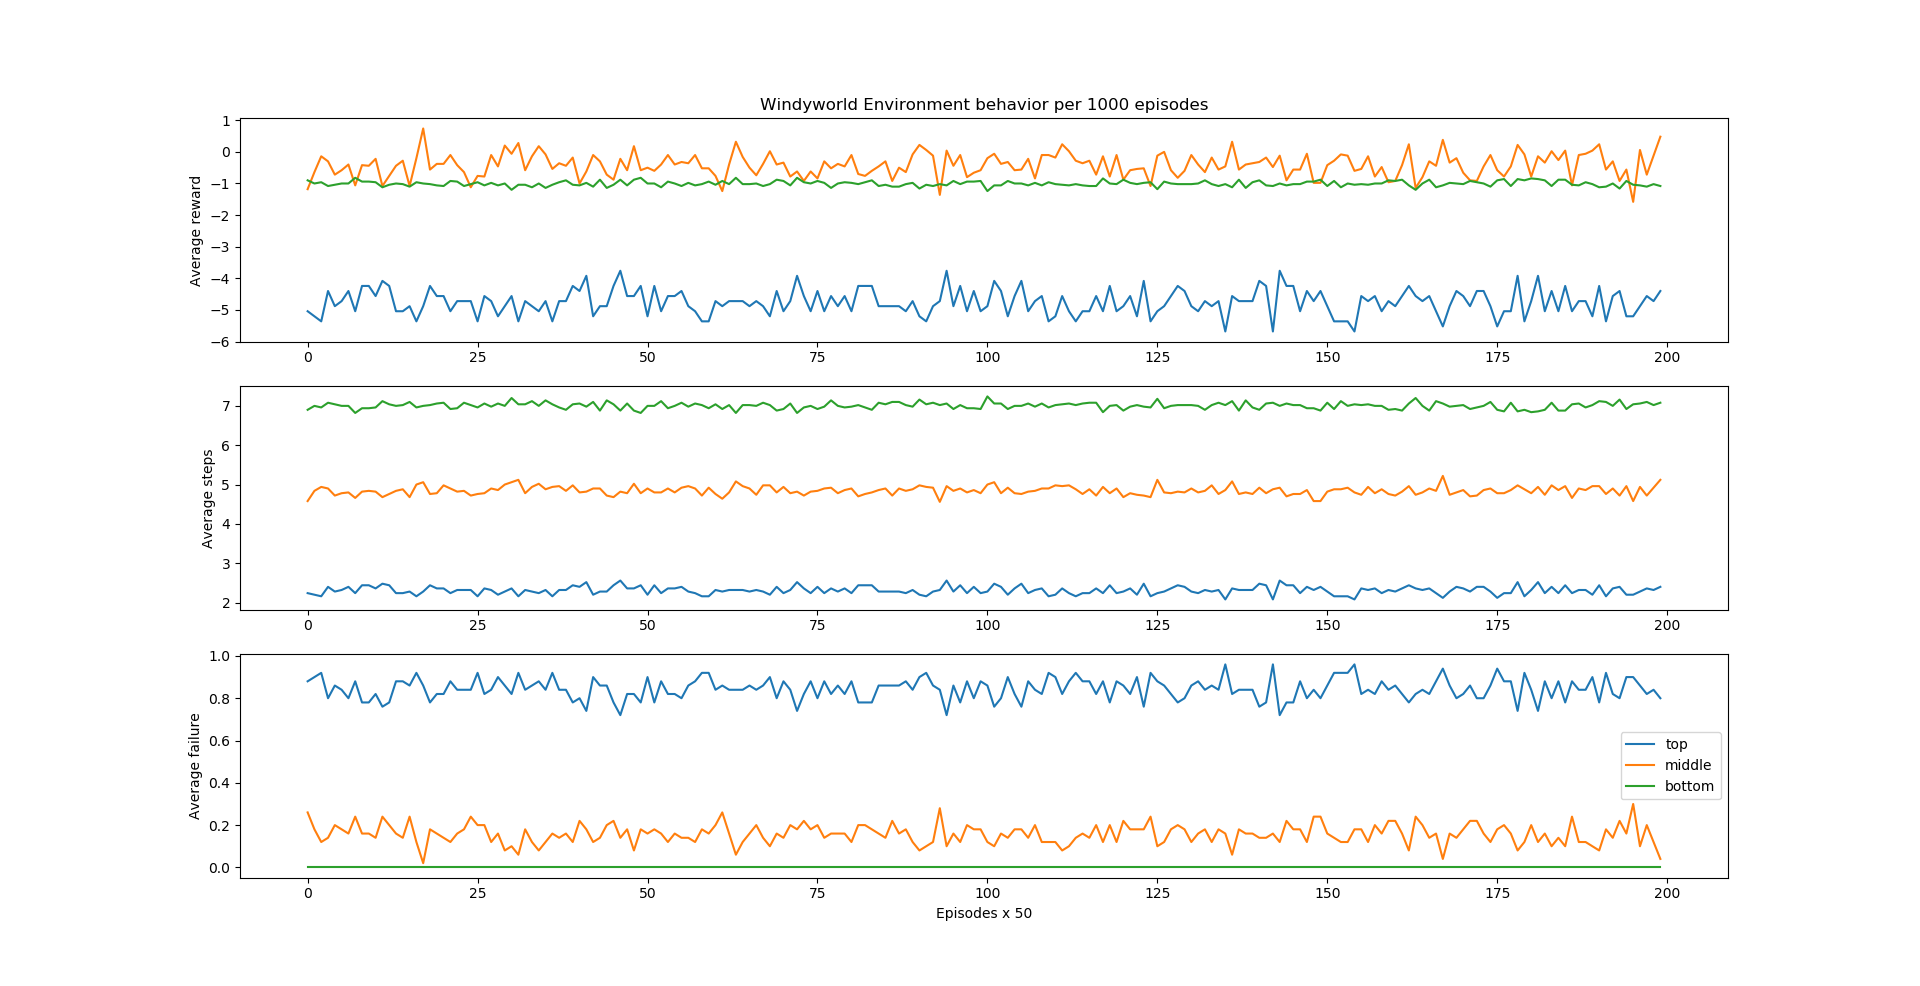 Windyworld Environment behavior per 1000 episodes
Average reward
1
0
−1
−2
−3
−4
−5
−6
0 25 50 75 100 125 150 175 200
Average steps
7
6
5
4
3
2
0 25 50 75 100 125 150 175 200
Average failure
1.0
0.8
0.6
0.4
0.2
0.0
top
middle
bottom
0 25 50 75 100 125 150 175 200
Episodes x 50